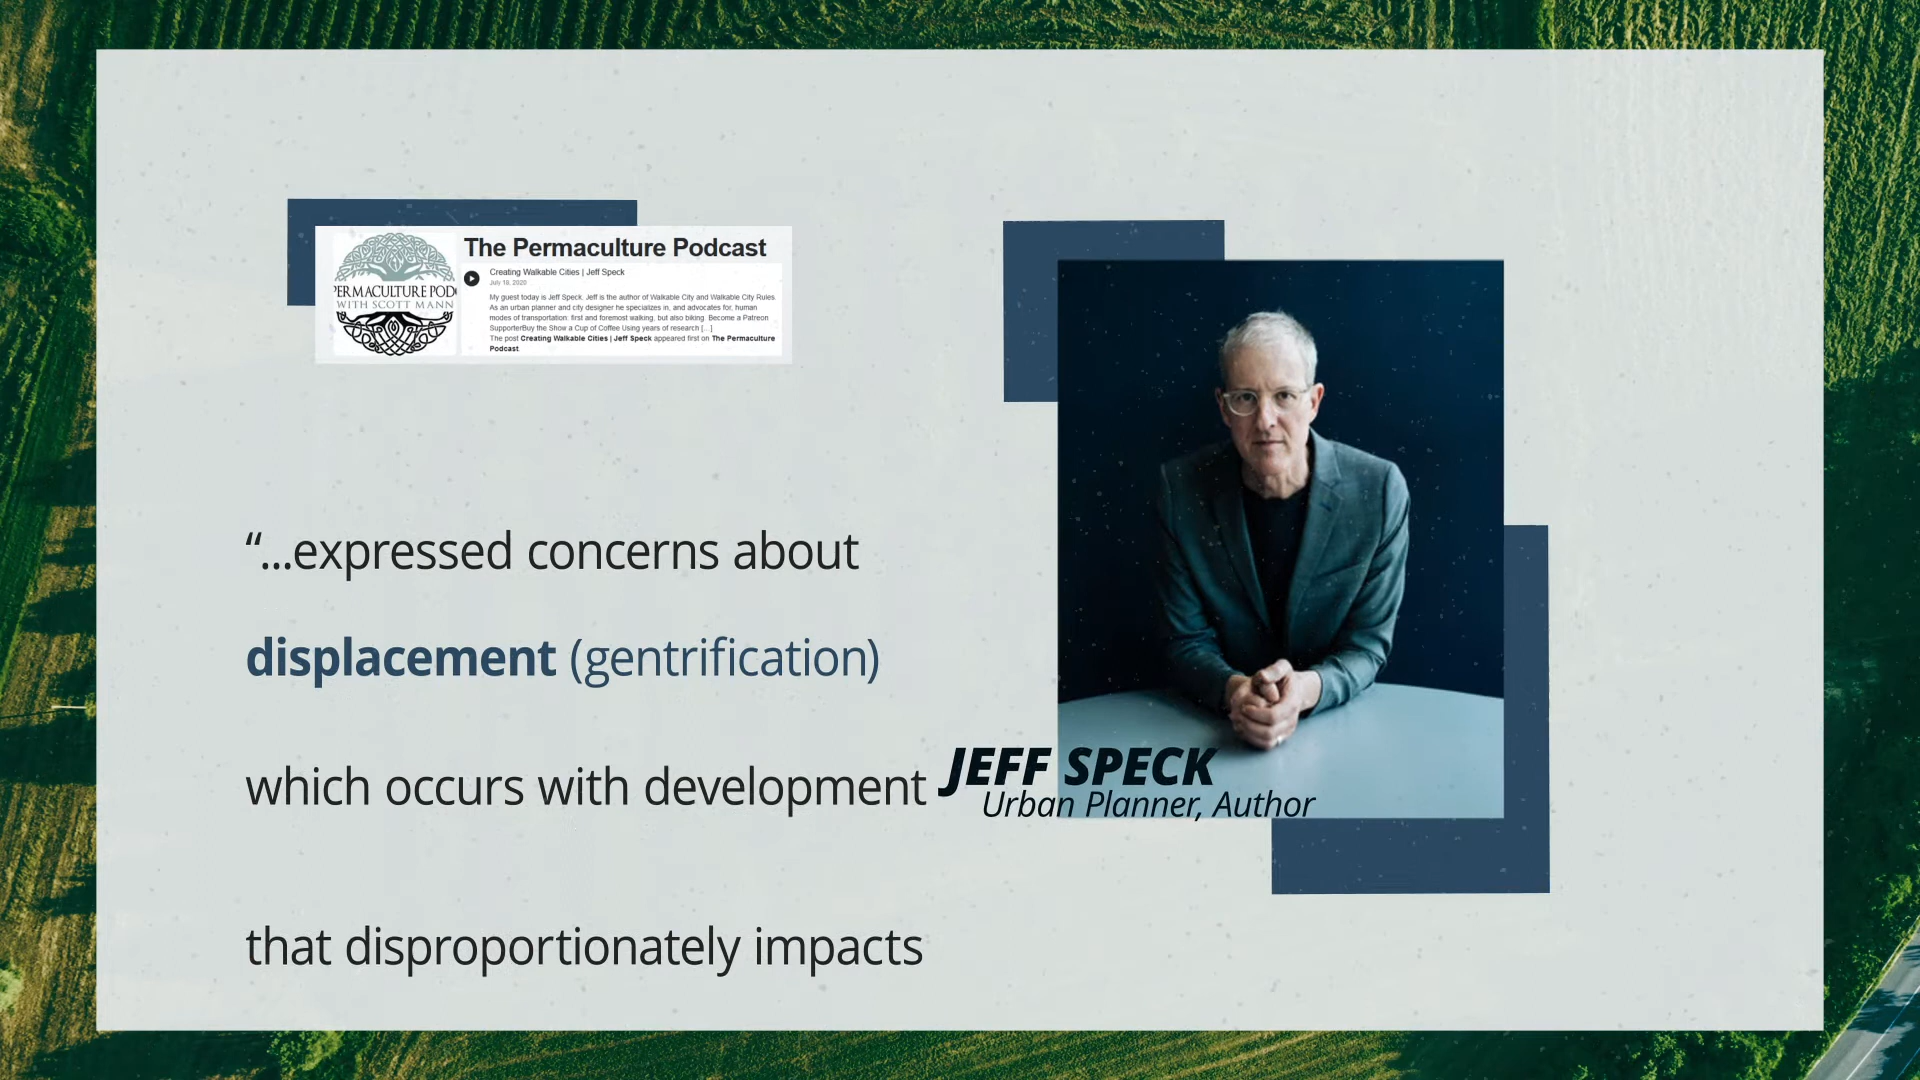 The Permaculture Podcast
Creating Walkable Cities | Jeff Speck
July 18, 2020
My guest today is Jeff Speck. Jeff is the author of Walkable City and Walkable City Rules.
As an urban planner and city designer he specializes in, and advocates for, human
modes of transportation: first and foremost walking, but also biking. Become a Patreon
SupporterBuy the Show a Cup of Coffee Using years of research [...]
The post Creating Walkable Cities | Jeff Speck appeared first on The Permaculture
Podcast.
PERMACULTURE POD
WITH SCOTT MANN
“...expressed concerns about
displacement (gentrification)
which occurs with development
that disproportionately impacts
JEFF SPECK
Urban Planner, Author